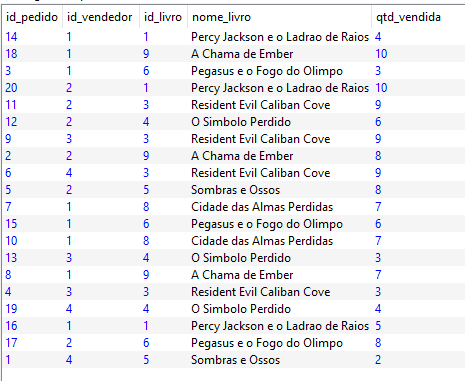 id_pedido id_vendedor id_livro nome_livro qtd_vendida
14 1 1 Percy Jackson e o Ladrao de Raios 4
18 1 9 A Chama de Ember 10
3 1 6 Pegasus e o Fogo do Olimpo 3
20 2 1 Percy Jackson e o Ladrao de Raios 10
11 2 3 Resident Evil Caliban Cove 9
12 2 4 O Simbolo Perdido 6
9 3 3 Resident Evil Caliban Cove 9
2 2 9 A Chama de Ember 8
6 4 3 Resident Evil Caliban Cove 9
5 2 5 Sombras e Ossos 8
7 1 8 Cidade das Almas Perdidas 7
15 1 6 Pegasus e o Fogo do Olimpo 6
10 1 8 Cidade das Almas Perdidas 7
13 3 4 O Simbolo Perdido 3
8 1 9 A Chama de Ember 7
4 3 3 Resident Evil Caliban Cove 3
19 4 4 O Simbolo Perdido 4
16 1 1 Percy Jackson e o Ladrao de Raios 5
17 2 6 Pegasus e o Fogo do Olimpo 8
1 4 5 Sombras e Ossos 2